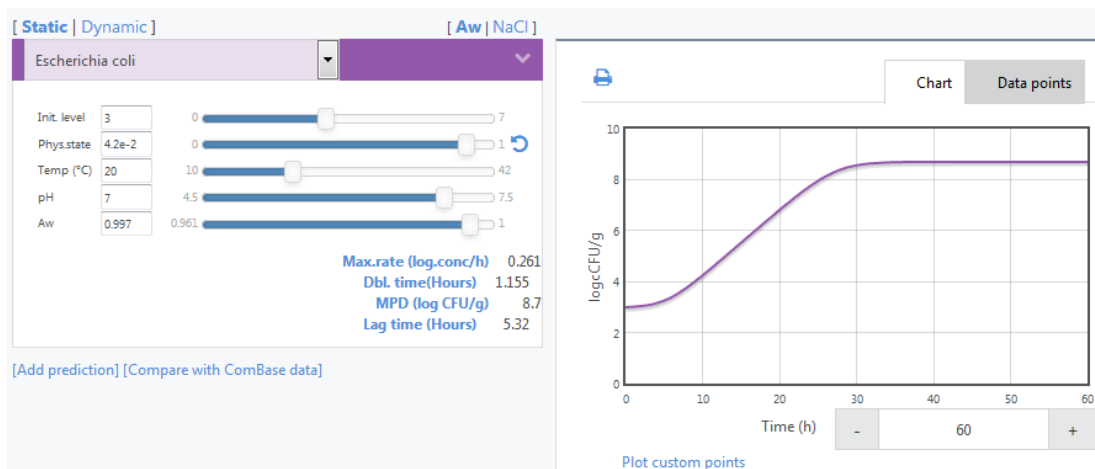 [ Static | Dynamic ]
[ Aw | NaCl ]
Escherichia coli
Init. level 3 0 7
Phys.state 4.2e-2 0 1
Temp (°C) 20 10 42
pH 7 4.5 7.5
Aw 0.997 0.961 1
Max.rate (log.conc/h) 0.261
Dbl. time(Hours) 1.155
MPD (log CFU/g) 8.7
Lag time (Hours) 5.32
[Add prediction] [Compare with ComBase data]
Chart Data points
logcCFU/g
10
8
6
4
2
0
0 10 20 30 40 50 60
Time (h) - 60 +
Plot custom points